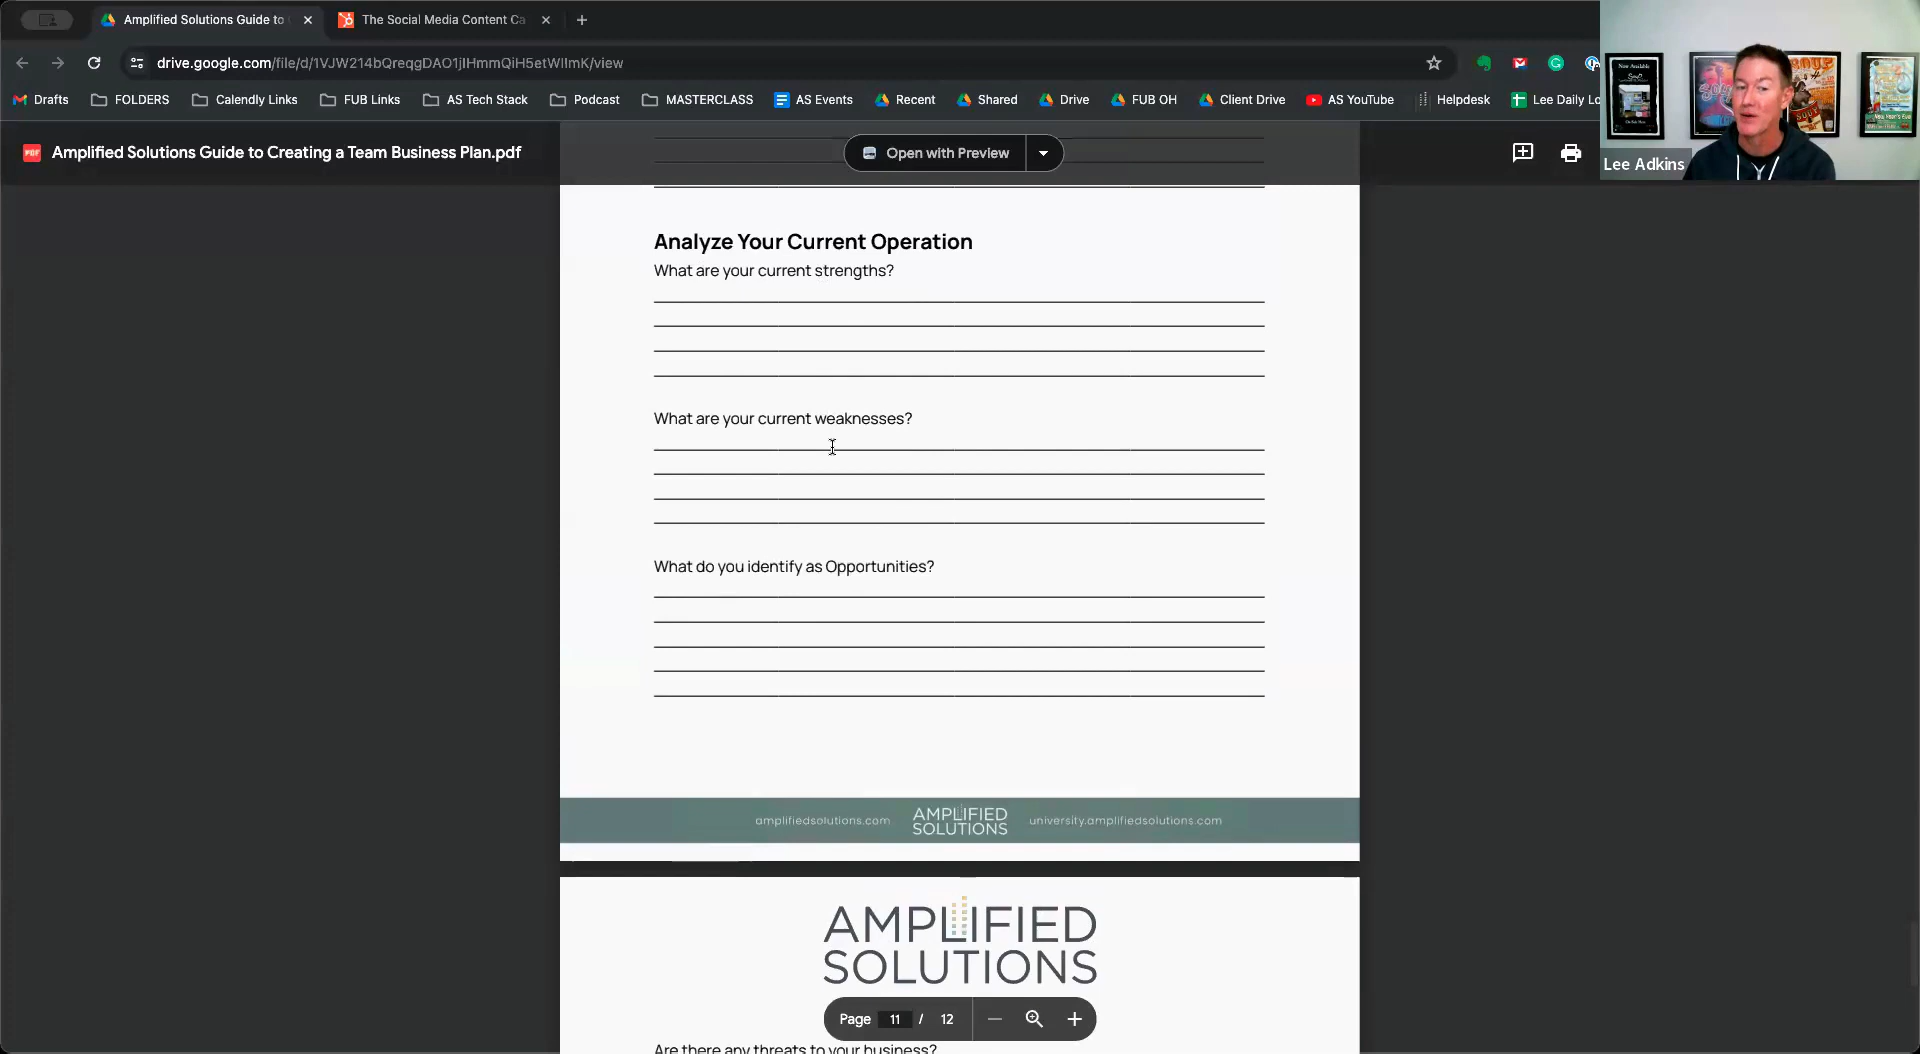 Amplified Solutions Guide to
The Social Media Content Ca
drive.google.com/file/d/1VJW214bQreqgDAO1jIHmmQiH5etWIImK/view
Drafts
FOLDERS
Calendly Links
FUB Links
AS Tech Stack
Podcast
MASTERCLASS
AS Events
Recent
Shared
Drive
FUB OH
Client Drive
AS YouTube
Helpdesk
Lee Daily Lo
PDF
Amplified Solutions Guide to Creating a Team Business Plan.pdf
Open with Preview
Lee Adkins
Analyze Your Current Operation
What are your current strengths?
What are your current weaknesses?
What do you identify as Opportunities?
amplifiedsolutions.com
AMPLIFIED
SOLUTIONS
university.amplifiedsolutions.com
AMPLIFIED
SOLUTIONS
Page 11 / 12
Are there any threats to your business?